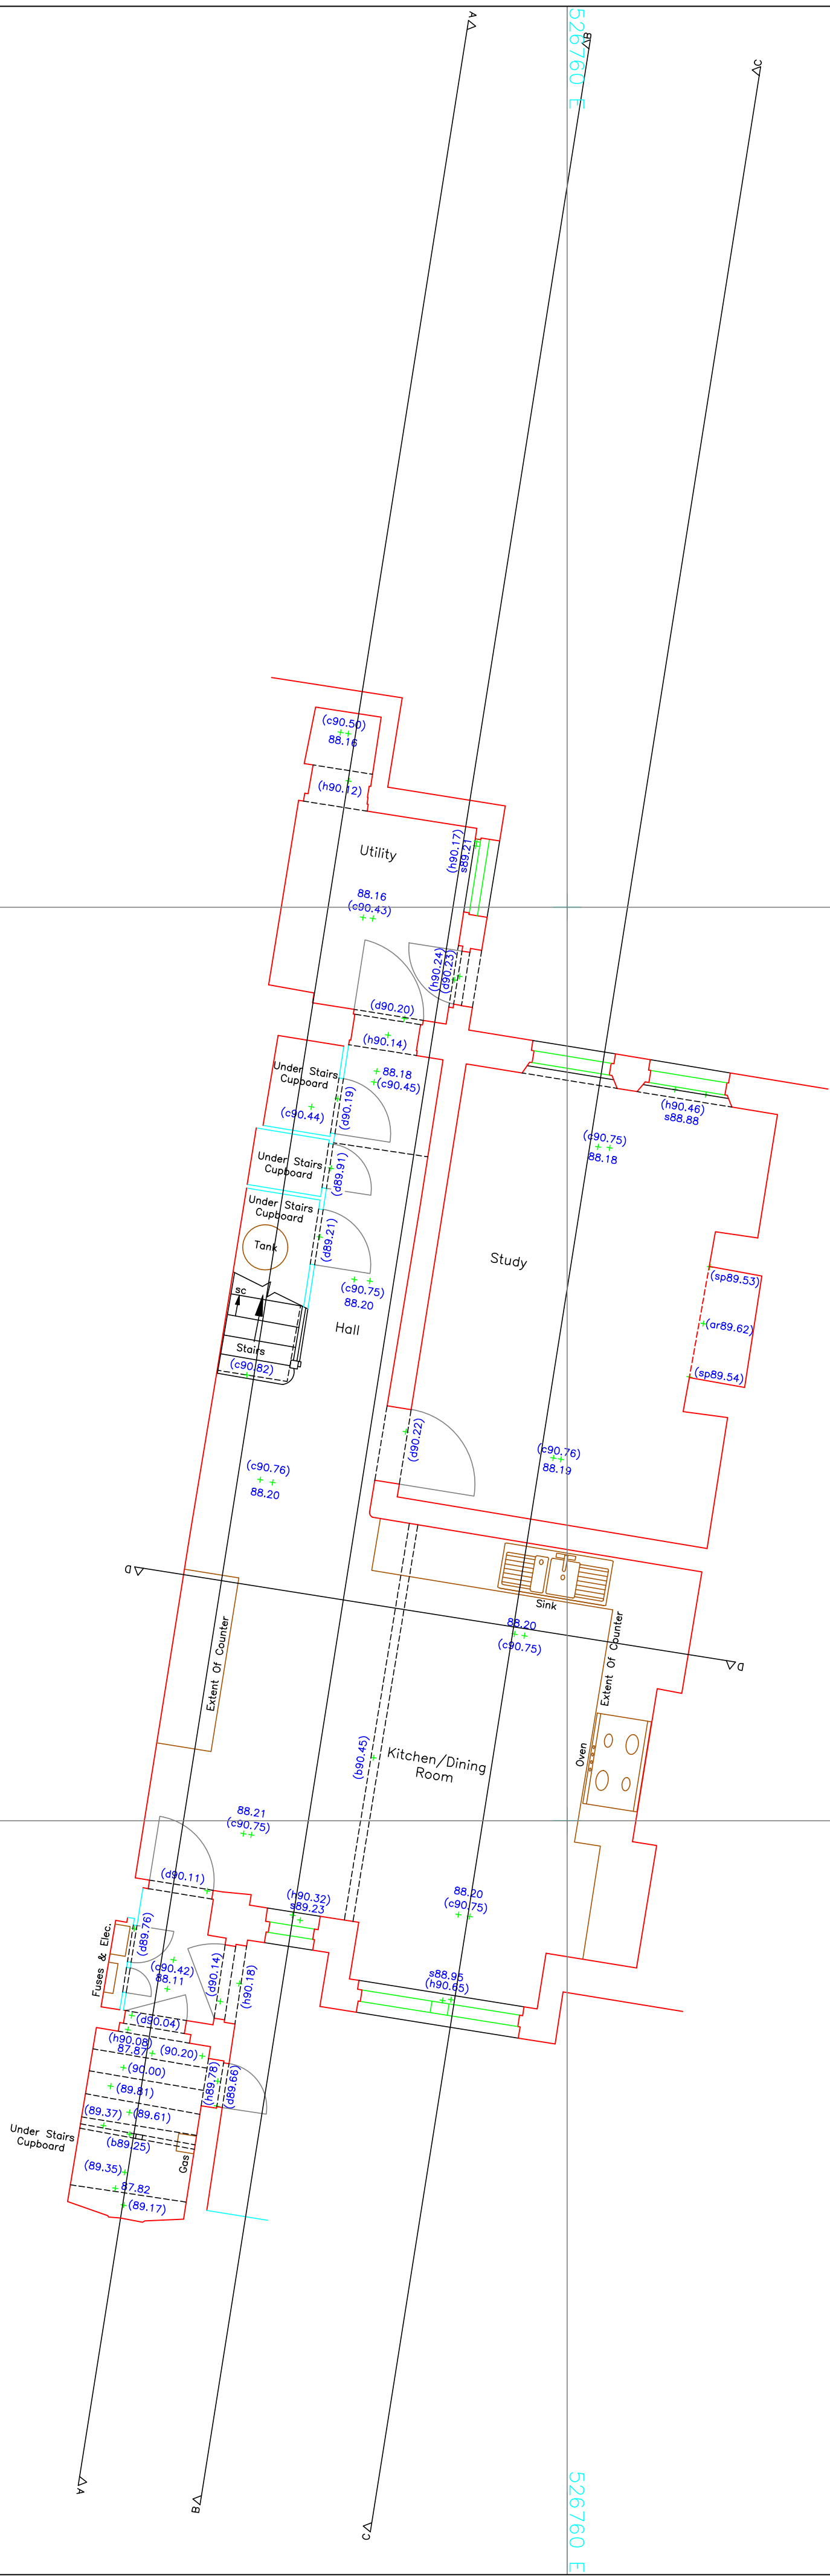 A
526760 E
B
C
(c90.50)
88.16
(h90.12)
Utility
(h90.17)
s89.21
88.16
(c90.43)
(h90.24)
(d90.23)
(d90.20)
(h90.14)
88.18
(c90.45)
Under Stairs
Cupboard
(c90.44)
(d90.19)
(h90.46)
s88.88
(c90.75)
88.18
Under Stairs
Cupboard
(d89.91)
Under Stairs
Cupboard
(d89.21)
Tank
Study
(sp89.53)
sc
(c90.75)
88.20
Hall
(ar89.62)
Stairs
(c90.82)
(sp89.54)
(d90.22)
(c90.76)
88.20
(c90.76)
88.19
D
Sink
88.20
(c90.75)
D
Extent Of Counter
Extent Of Counter
(b90.45)
Kitchen/Dining
Room
Oven
88.21
(c90.75)
(d90.11)
(h90.32)
s89.23
88.20
(c90.75)
Fuses & Elec.
(d89.76)
(c90.42)
88.11
(d90.14)
(h90.18)
s88.95
(h90.65)
(d90.04)
(h90.08)
87.87
(90.20)
(90.00)
(h89.78)
(d89.66)
(89.81)
(89.37)
(89.61)
Under Stairs
Cupboard
(b89.25)
Gas
(89.35)
87.82
(89.17)
A
B
C
526760 E